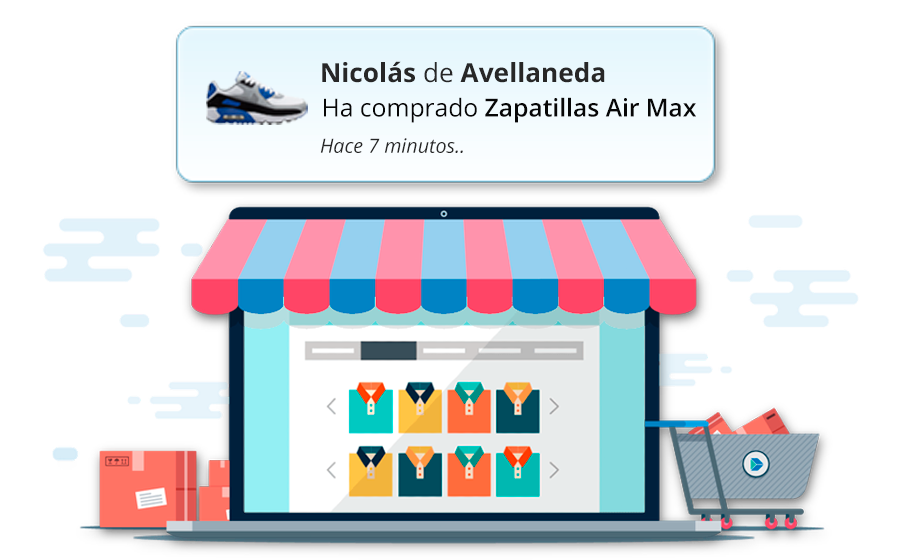 Nicolás de Avellaneda
Ha comprado Zapatillas Air Max
Hace 7 minutos..